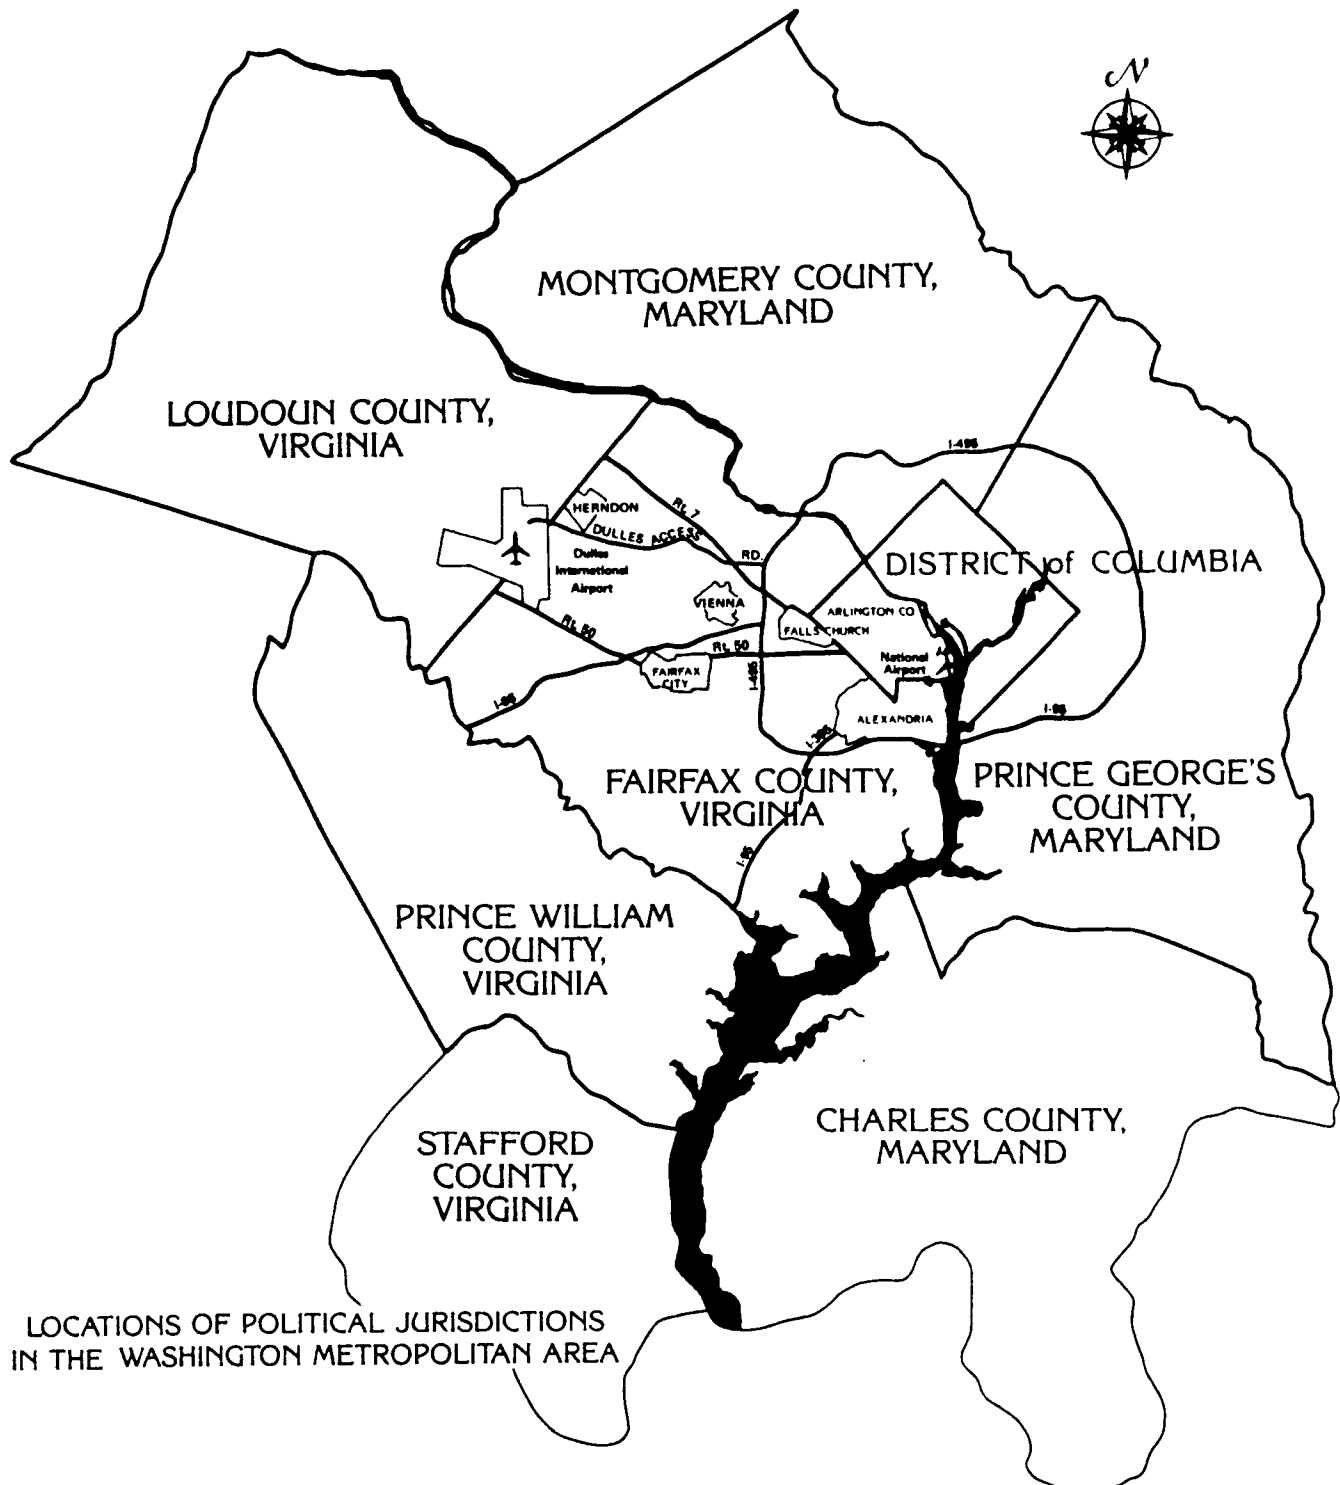 N
MONTGOMERY COUNTY,
MARYLAND
LOUDOUN COUNTY,
VIRGINIA
I-495
Rt. 7
HERNDON
DULLES ACCESS
RD.
Dulles
International
Airport
DISTRICT of COLUMBIA
VIENNA
ARLINGTON CO
FALLS CHURCH
Rt. 50
Rt. 50
National
Airport
FAIRFAX
CITY
I-495
I-66
ALEXANDRIA
I-95
I-395
FAIRFAX COUNTY,
VIRGINIA
PRINCE GEORGE'S
COUNTY,
MARYLAND
I-95
PRINCE WILLIAM
COUNTY,
VIRGINIA
CHARLES COUNTY,
MARYLAND
STAFFORD
COUNTY,
VIRGINIA
LOCATIONS OF POLITICAL JURISDICTIONS
IN THE WASHINGTON METROPOLITAN AREA